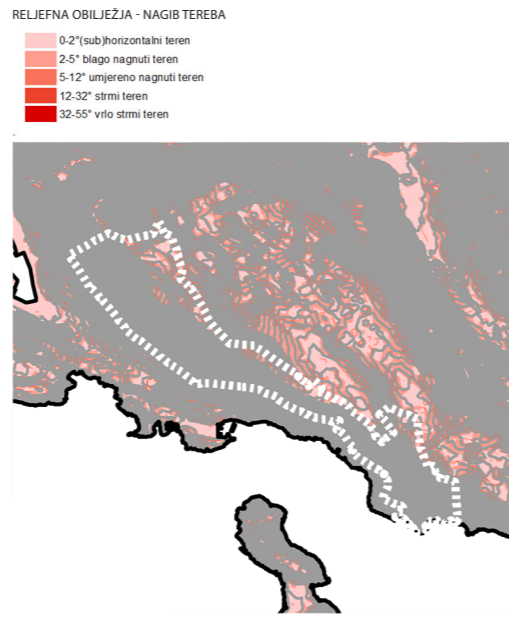 RELJEFNA OBILJEŽJA - NAGIB TEREBA
0-2°(sub)horizontalni teren
2-5° blago nagnuti teren
5-12° umjereno nagnuti teren
12-32° strmi teren
32-55° vrlo strmi teren